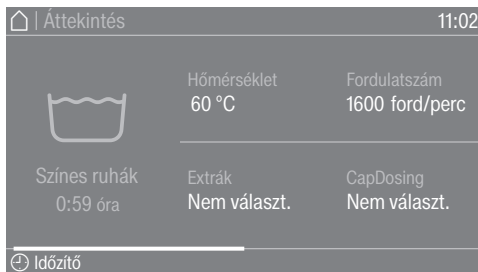 | Áttekintés 11:02
Hőmérséklet
60 °C
Fordulatszám
1600 ford/perc
Színes ruhák
0:59 óra
Extrák
Nem választ.
CapDosing
Nem választ.
Időzítő